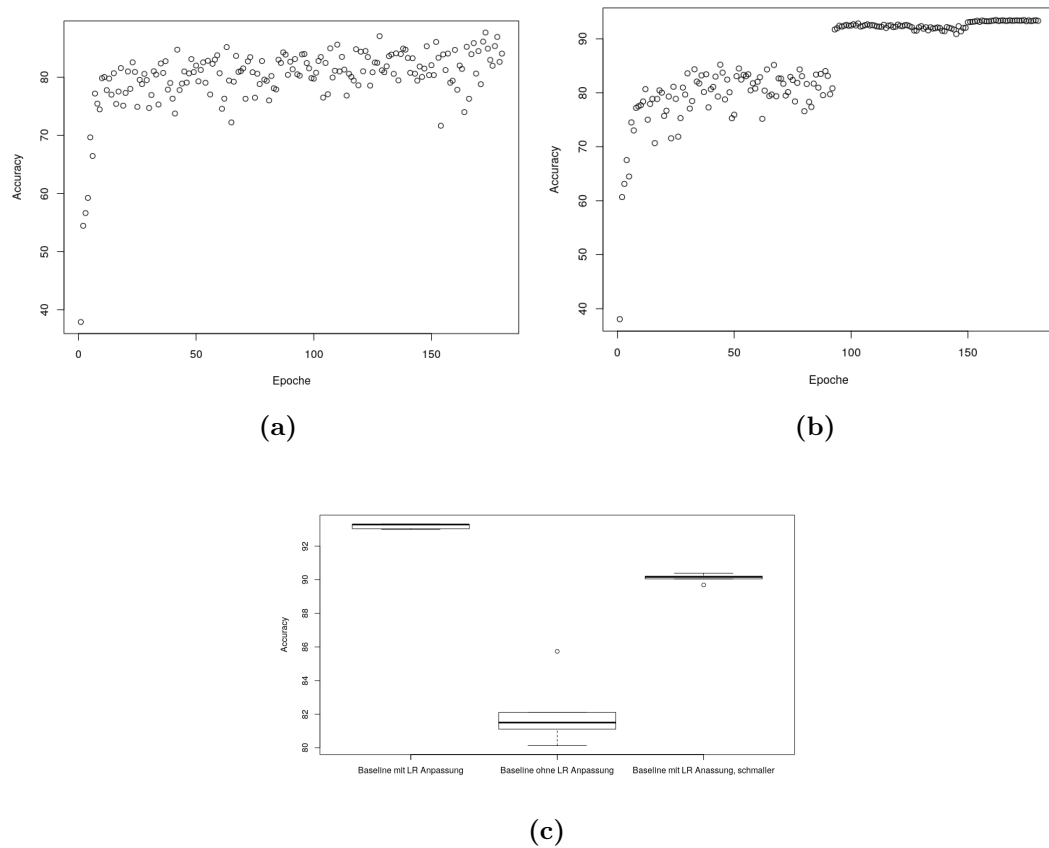 80
70
60
50
40
Accuracy
0 50 100 150
Epoche
(a)
90
80
70
60
50
40
Accuracy
0 50 100 150
Epoche
(b)
92
90
88
86
84
82
80
Accuracy
Baseline mit LR Anpassung Baseline ohne LR Anpassung Baseline mit LR Anassung, schmaller
(c)